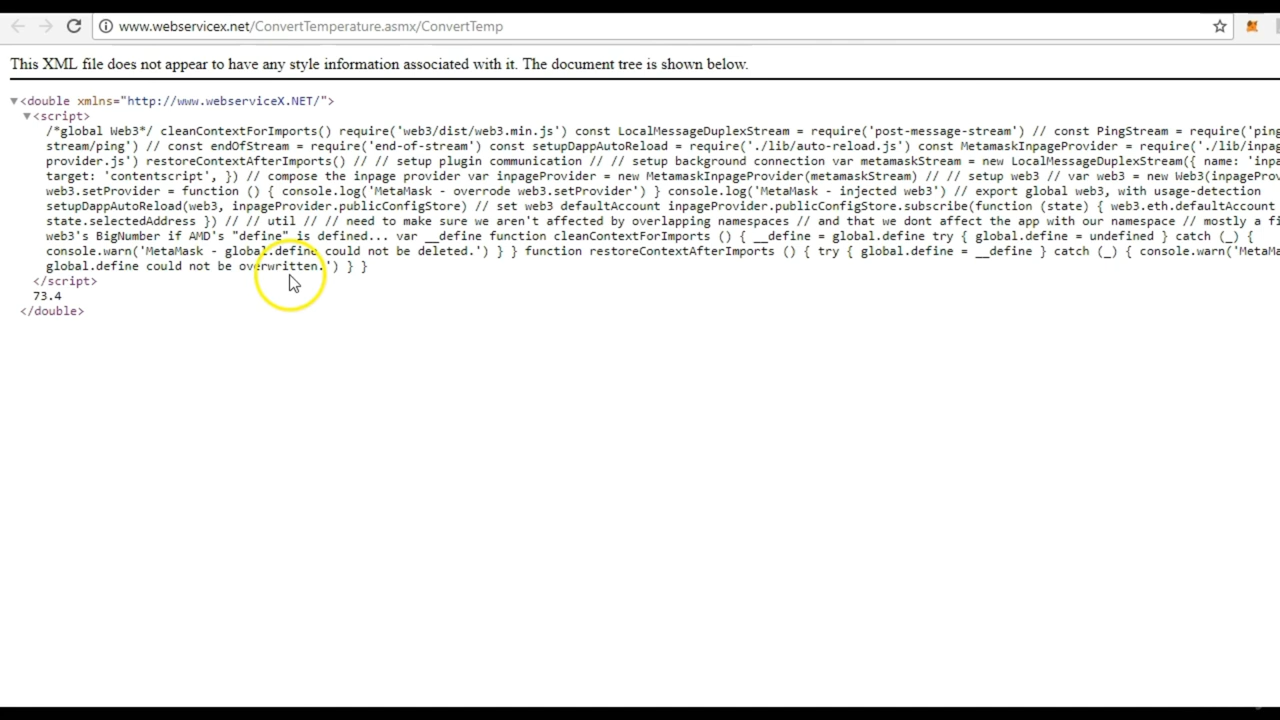 www.webservicex.net/ConvertTemperature.asmx/ConvertTemp
This XML file does not appear to have any style information associated with it. The document tree is shown below.
▼<double xmlns="http://www.webserviceX.NET/">
▼<script>
/*global Web3*/ cleanContextForImports() require('web3/dist/web3.min.js') const LocalMessageDuplexStream = require('post-message-stream') // const PingStream = require('ping
stream/ping') // const endOfStream = require('end-of-stream') const setupDappAutoReload = require('./lib/auto-reload.js') const MetamaskInpageProvider = require('./lib/inpag
provider.js') restoreContextAfterImports() // // setup plugin communication // // setup background connection var metamaskStream = new LocalMessageDuplexStream({ name: 'inp
target: 'contentscript', }) // compose the inpage provider var inpageProvider = new MetamaskInpageProvider(metamaskStream) // // setup web3 // var web3 = new Web3(inpagePro
web3.setProvider = function () { console.log('MetaMask - overrode web3.setProvider') } console.log('MetaMask - injected web3') // export global web3, with usage-detection
setupDappAutoReload(web3, inpageProvider.publicConfigStore) // set web3 defaultAccount inpageProvider.publicConfigStore.subscribe(function (state) { web3.eth.defaultAccount
state.selectedAddress }) // // util // // need to make sure we aren't affected by overlapping namespaces // and that we dont affect the app with our namespace // mostly a fi
web3's BigNumber if AMD's "define" is defined... var __define function cleanContextForImports () { __define = global.define try { global.define = undefined } catch (_) {
console.warn('MetaMask - global.define could not be deleted.') } } function restoreContextAfterImports () { try { global.define = __define } catch (_) { console.warn('MetaMa
global.define could not be overwritten.') } }
</script>
73.4
</double>